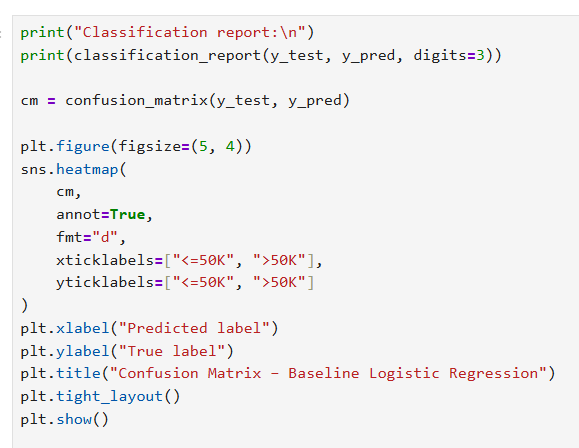 print("Classification report:\n")
print(classification_report(y_test, y_pred, digits=3))

cm = confusion_matrix(y_test, y_pred)

plt.figure(figsize=(5, 4))
sns.heatmap(
    cm,
    annot=True,
    fmt="d",
    xticklabels=["<=50K", ">50K"],
    yticklabels=["<=50K", ">50K"]
)
plt.xlabel("Predicted label")
plt.ylabel("True label")
plt.title("Confusion Matrix – Baseline Logistic Regression")
plt.tight_layout()
plt.show()